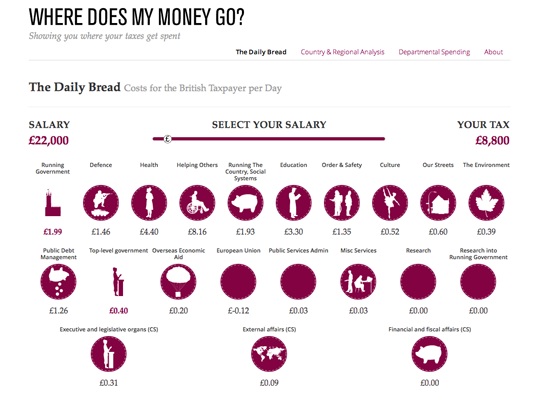 WHERE DOES MY MONEY GO?
Showing you where your taxes get spent
The Daily Bread Country & Regional Analysis Departmental Spending About
The Daily Bread Costs for the British Taxpayer per Day
SALARY SELECT YOUR SALARY YOUR TAX
£22,000 £ £8,800
Running Government Defence Health Helping Others Running The Country, Social Systems Education Order & Safety Culture Our Streets The Environment
£1.99 £1.46 £4.40 £8.16 £1.93 £3.30 £1.35 £0.52 £0.60 £0.39
Public Debt Management Top-level government Overseas Economic Aid European Union Public Services Admin Misc Services Research Research into Running Government
£1.26 £0.40 £0.20 £-0.12 £0.03 £0.03 £0.00 £0.00
Executive and legislative organs (CS) External affairs (CS) Financial and fiscal affairs (CS)
£0.31 £0.09 £0.00